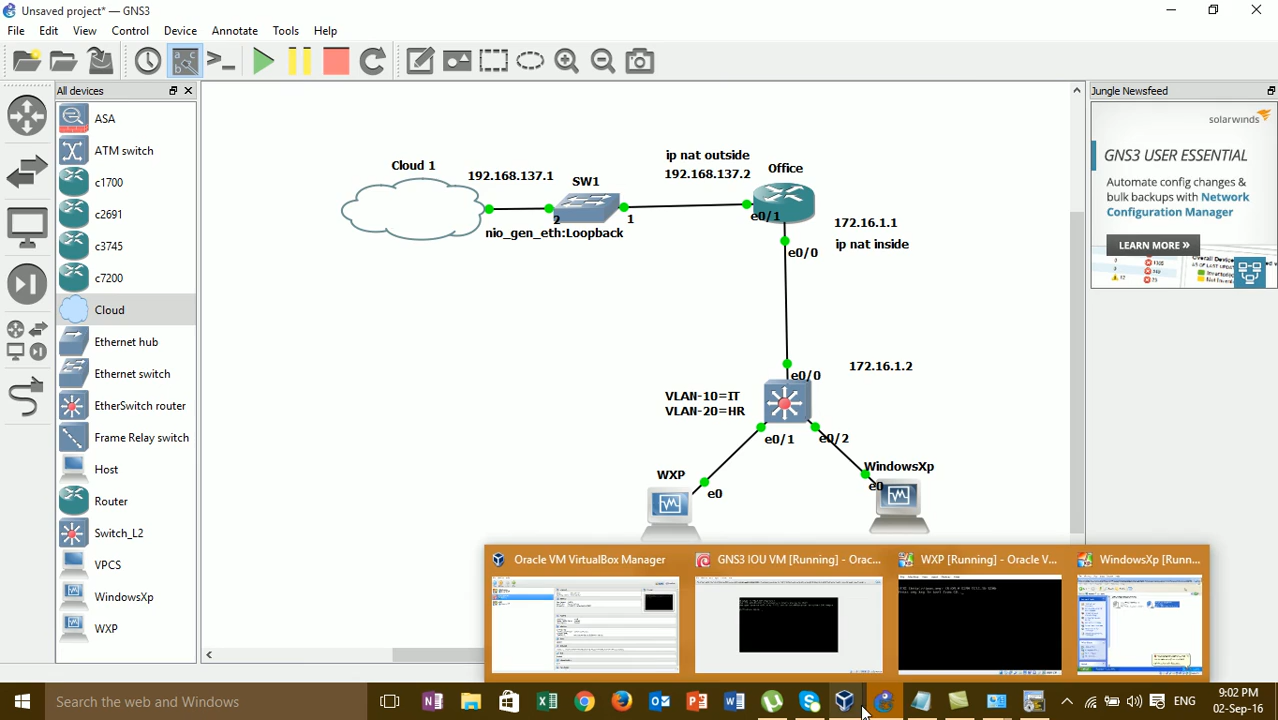 Unsaved project* — GNS3
File Edit View Control Device Annotate Tools Help
All devices
ASA
ATM switch
c1700
c2691
c3745
c7200
Cloud
Ethernet hub
Ethernet switch
EtherSwitch router
Frame Relay switch
Host
Router
Switch_L2
VPCS
WindowsXp
WXP
Cloud 1
192.168.137.1
SW1
2
1
nio_gen_eth:Loopback
ip nat outside
192.168.137.2
Office
e0/1
172.16.1.1
ip nat inside
e0/0
172.16.1.2
e0/0
VLAN-10=IT
VLAN-20=HR
e0/1
e0/2
WXP
e0
WindowsXp
e0
Jungle Newsfeed
solarwinds
GNS3 USER ESSENTIAL
Automate config changes &
bulk backups with Network
Configuration Manager
LEARN MORE »
Oracle VM VirtualBox Manager
GNS3 IOU VM [Running] - Orac...
WXP [Running] - Oracle V...
WindowsXp [Runn...
Search the web and Windows
ENG
9:02 PM
02-Sep-16